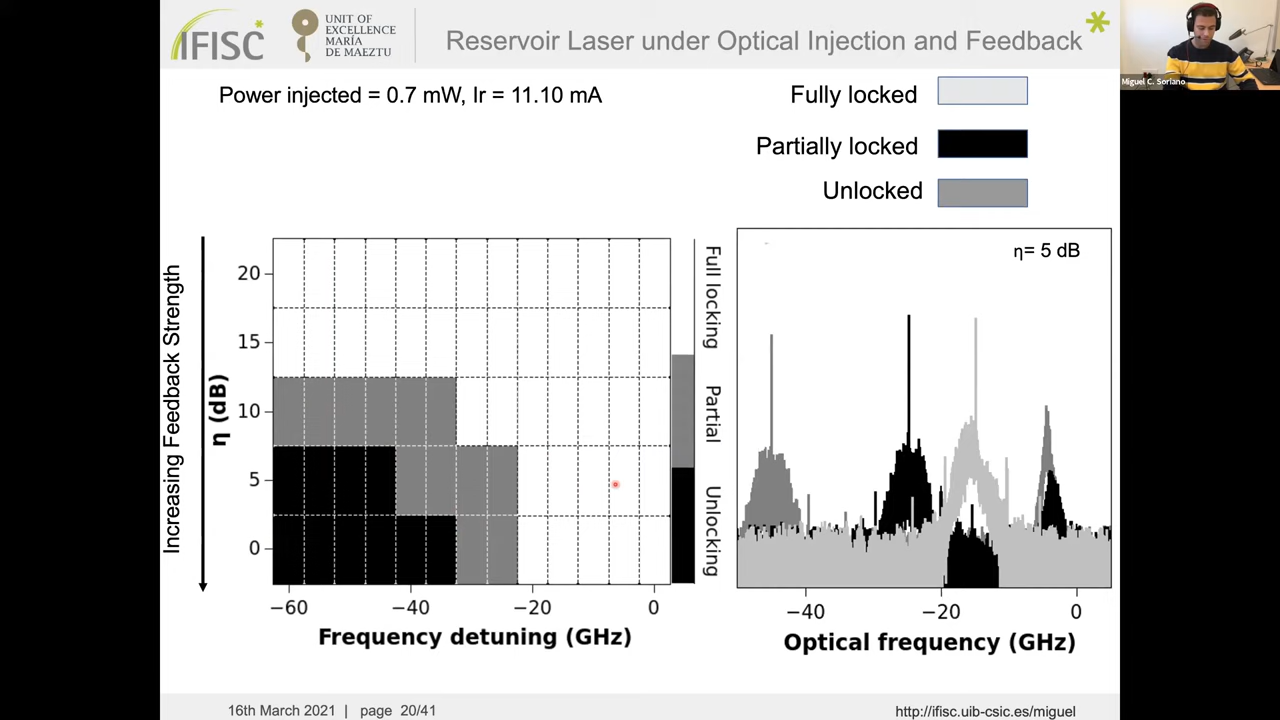 IFISC
UNIT OF
EXCELLENCE
MARÍA
DE MAEZTU
Reservoir Laser under Optical Injection and Feedback
Miguel C. Soriano
Power injected = 0.7 mW, Ir = 11.10 mA
Fully locked
Partially locked
Unlocked
Increasing Feedback Strength
η (dB)
20
15
10
5
0
−60
−40
−20
0
Frequency detuning (GHz)
Full locking
Partial
Unlocking
η= 5 dB
−40
−20
0
Optical frequency (GHz)
16th March 2021 | page 20/41
http://ifisc.uib-csic.es/miguel